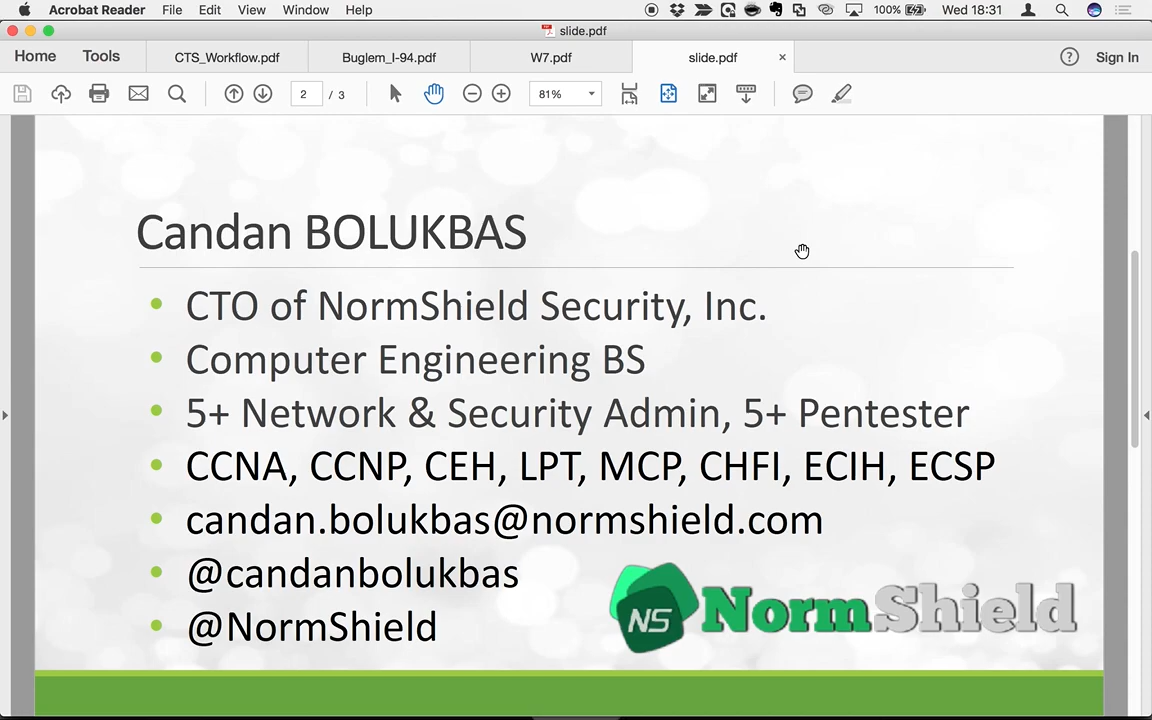 Acrobat Reader File Edit View Window Help 100% Wed 18:31
slide.pdf
Home Tools CTS_Workflow.pdf Buglem_I-94.pdf W7.pdf slide.pdf × ? Sign In
2 / 3 81%
Candan BOLUKBAS
• CTO of NormShield Security, Inc.
• Computer Engineering BS
• 5+ Network & Security Admin, 5+ Pentester
• CCNA, CCNP, CEH, LPT, MCP, CHFI, ECIH, ECSP
• candan.bolukbas@normshield.com
• @candanbolukbas
• @NormShield
NS NormShield